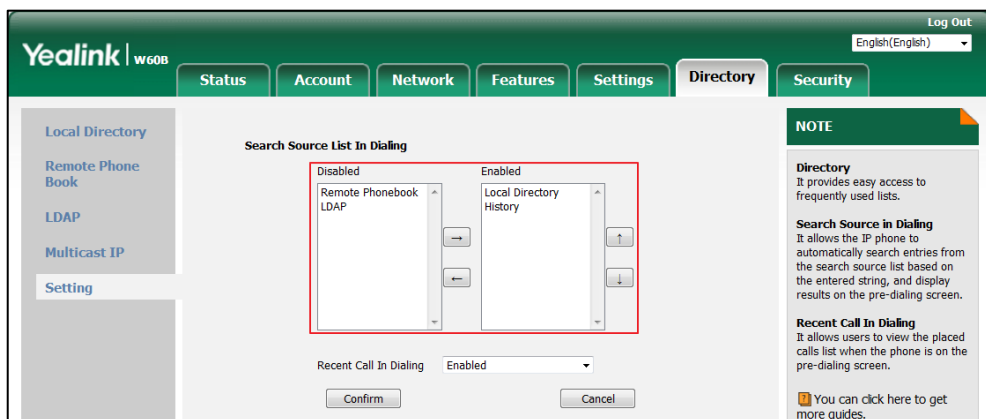 Log Out
Yealink | W60B
English(English)
Status Account Network Features Settings Directory Security
Local Directory
Remote Phone
Book
LDAP
Multicast IP
Setting
Search Source List In Dialing
Disabled Enabled
Remote Phonebook
LDAP
Local Directory
History
→
←
↑
↓
Recent Call In Dialing Enabled
Confirm Cancel
NOTE
Directory
It provides easy access to
frequently used lists.
Search Source in Dialing
It allows the IP phone to
automatically search entries from
the search source list based on
the entered string, and display
results on the pre-dialing screen.
Recent Call In Dialing
It allows users to view the placed
calls list when the phone is on the
pre-dialing screen.
You can click here to get
more guides.